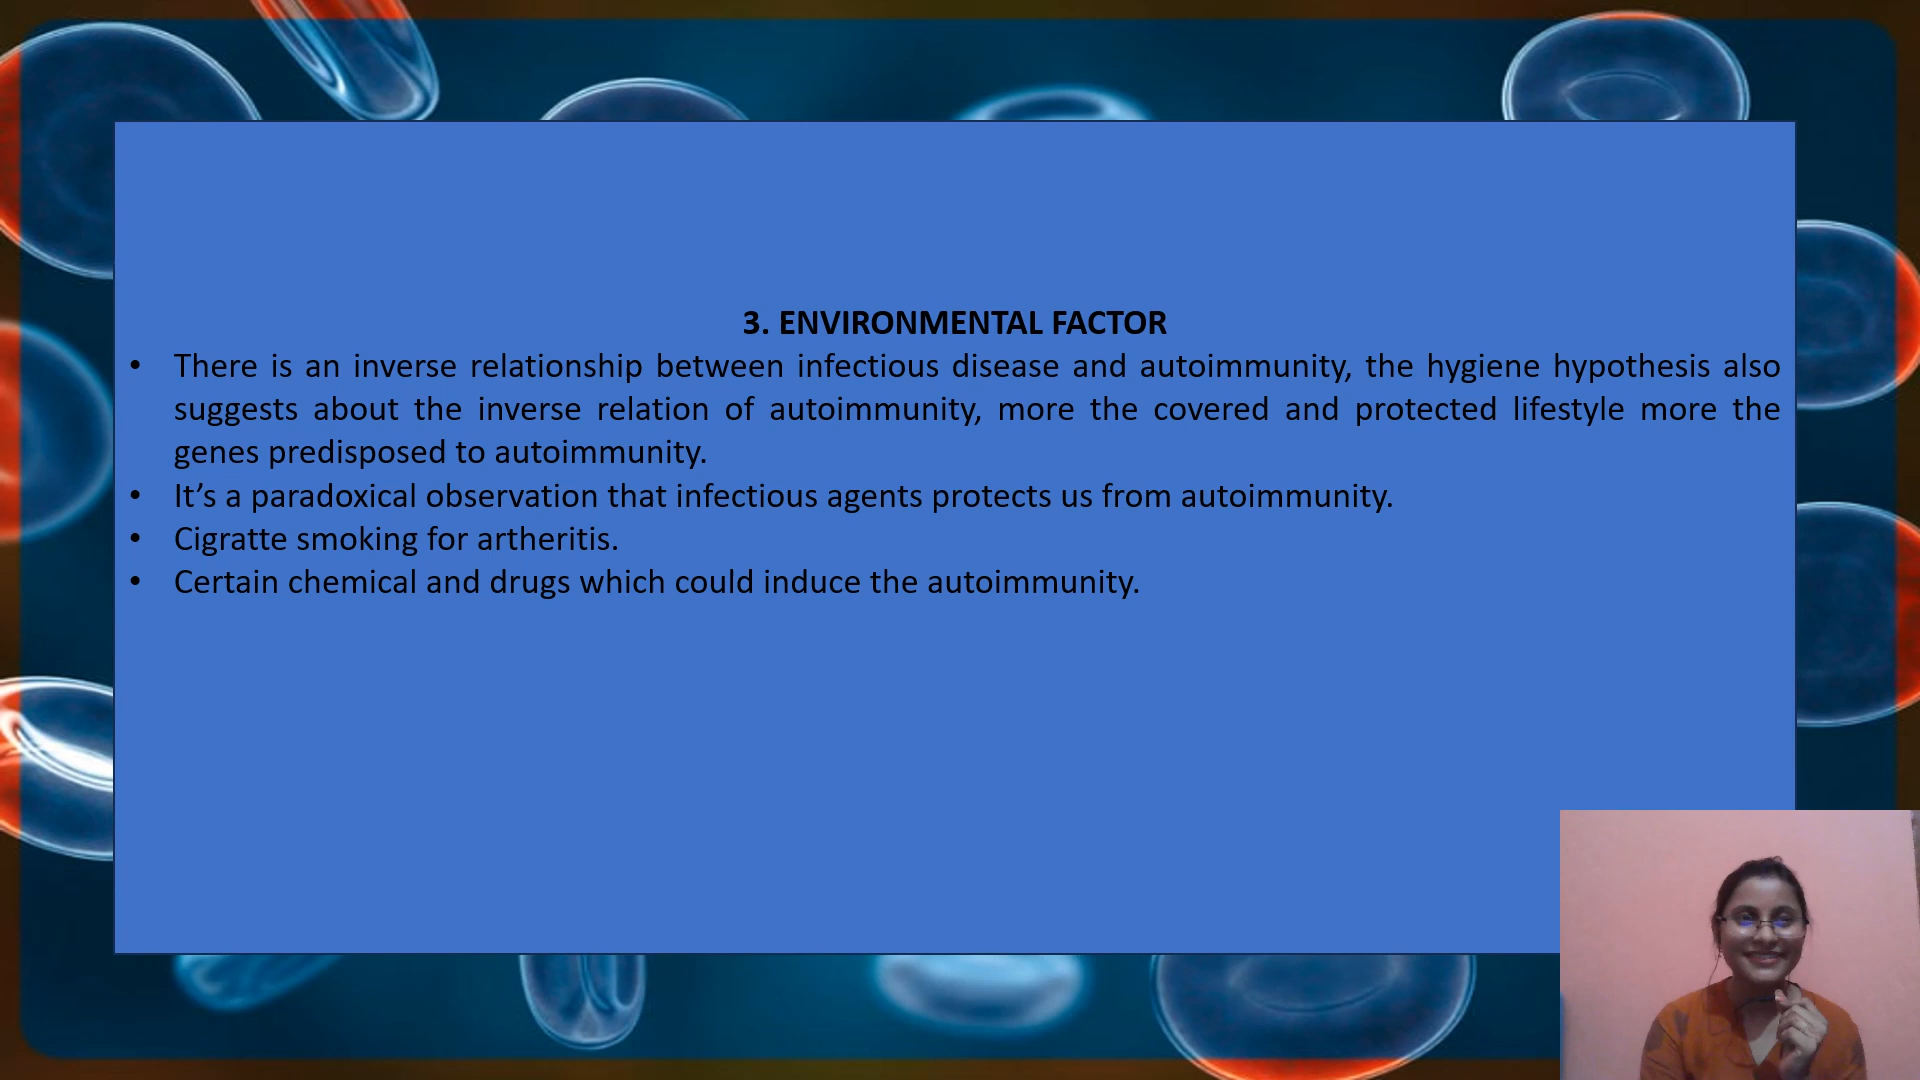 3. ENVIRONMENTAL FACTOR
• There is an inverse relationship between infectious disease and autoimmunity, the hygiene hypothesis also
suggests about the inverse relation of autoimmunity, more the covered and protected lifestyle more the
genes predisposed to autoimmunity.
• It’s a paradoxical observation that infectious agents protects us from autoimmunity.
• Cigratte smoking for artheritis.
• Certain chemical and drugs which could induce the autoimmunity.